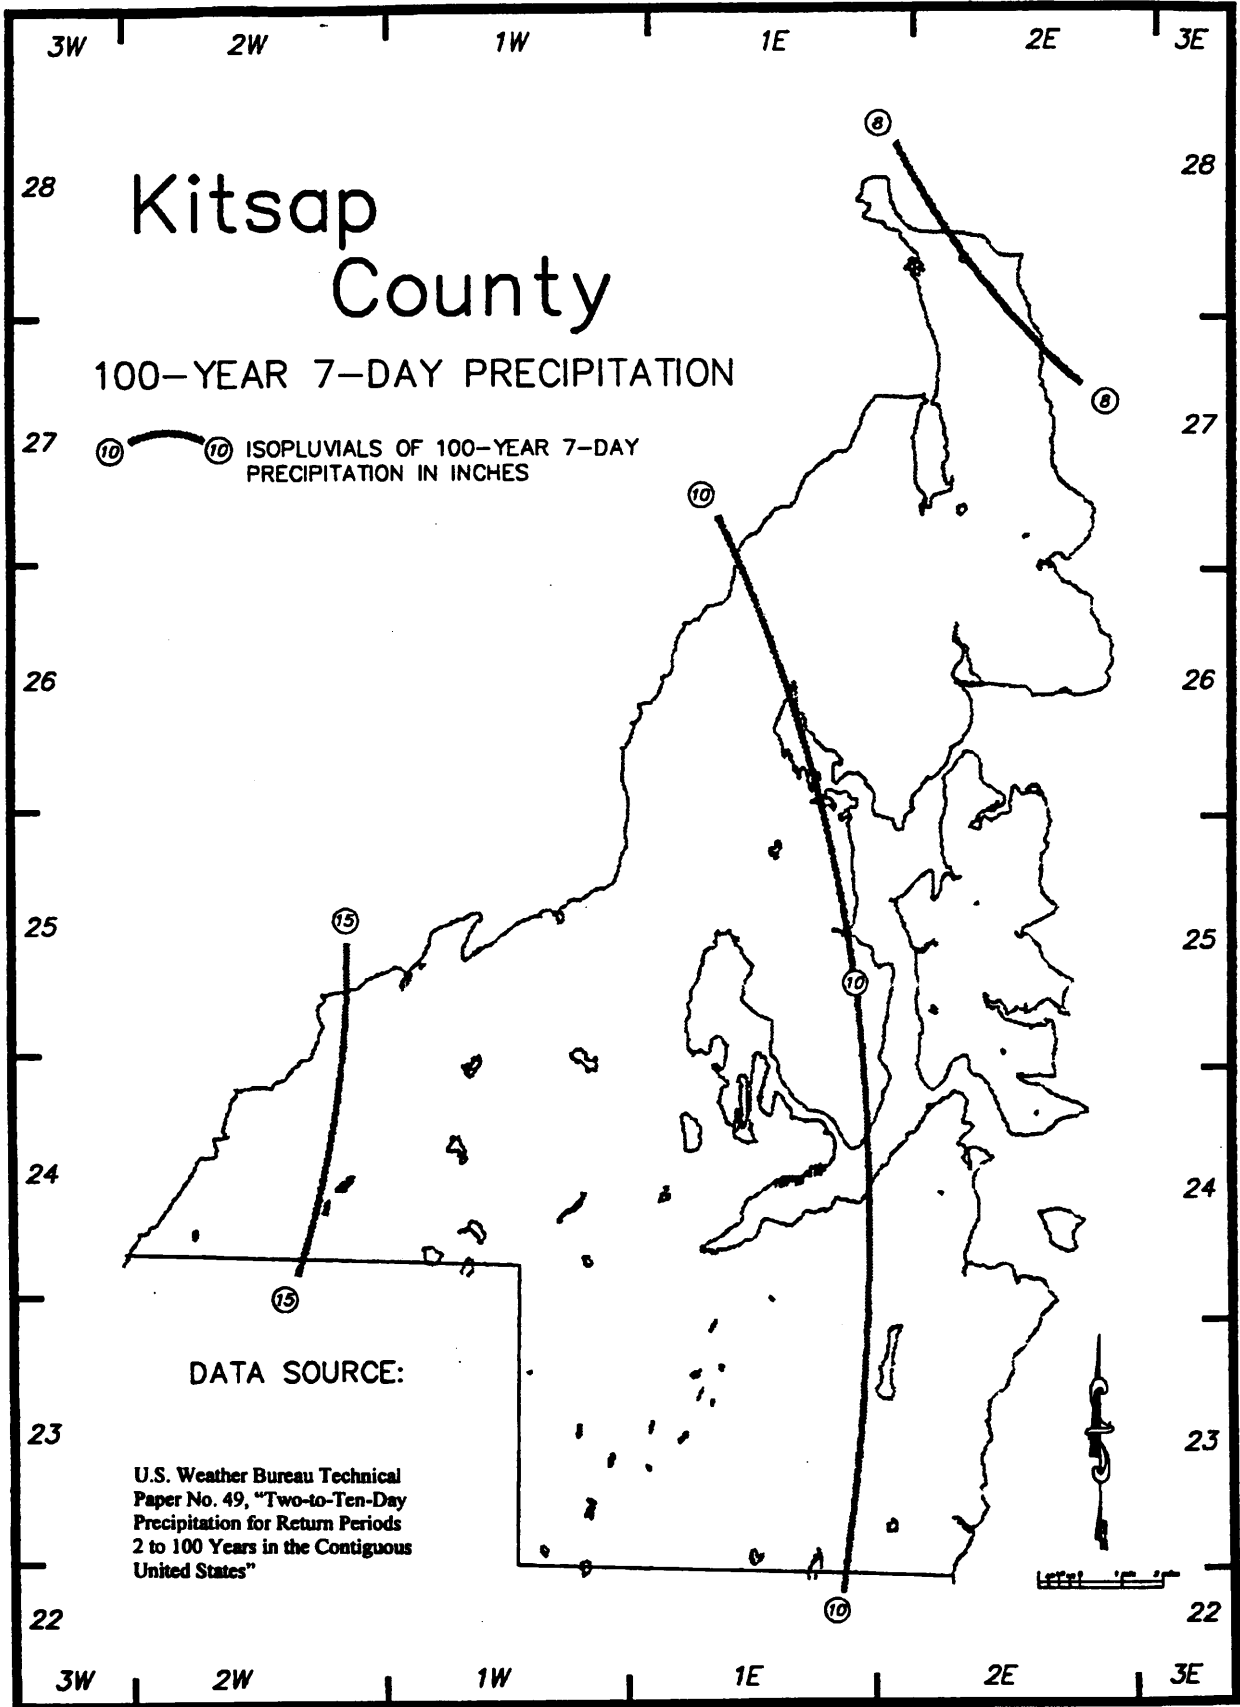 3W 2W 1W 1E 2E 3E
28 28
Kitsap
County
100-YEAR 7-DAY PRECIPITATION
10 10 ISOPLUVIALS OF 100-YEAR 7-DAY
PRECIPITATION IN INCHES
8
8
27 27
10
26 26
15
25 25
10
24 24
15
DATA SOURCE:
23 23
U.S. Weather Bureau Technical
Paper No. 49, "Two-to-Ten-Day
Precipitation for Return Periods
2 to 100 Years in the Contiguous
United States"
10
22 22
3W 2W 1W 1E 2E 3E